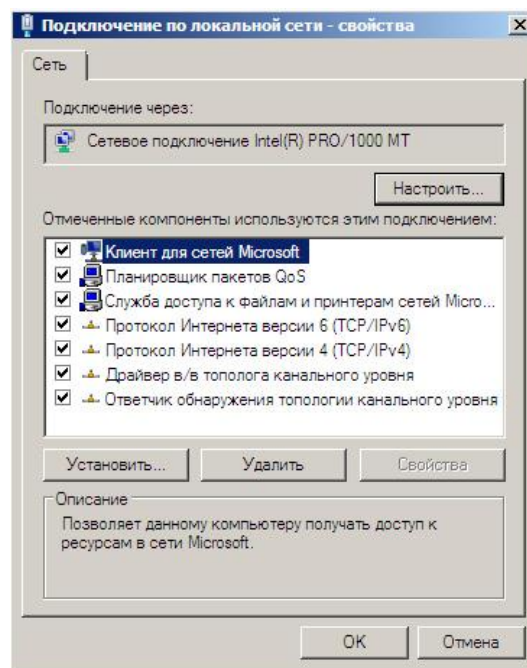 Подключение по локальной сети - свойства
Сеть
Подключение через:
Сетевое подключение Intel(R) PRO/1000 MT
Настроить...
Отмеченные компоненты используются этим подключением:
Клиент для сетей Microsoft
Планировщик пакетов QoS
Служба доступа к файлам и принтерам сетей Micro...
Протокол Интернета версии 6 (TCP/IPv6)
Протокол Интернета версии 4 (TCP/IPv4)
Драйвер в/в тополога канального уровня
Ответчик обнаружения топологии канального уровня
Установить...
Удалить
Свойства
Описание
Позволяет данному компьютеру получать доступ к
ресурсам в сети Microsoft.
OK
Отмена